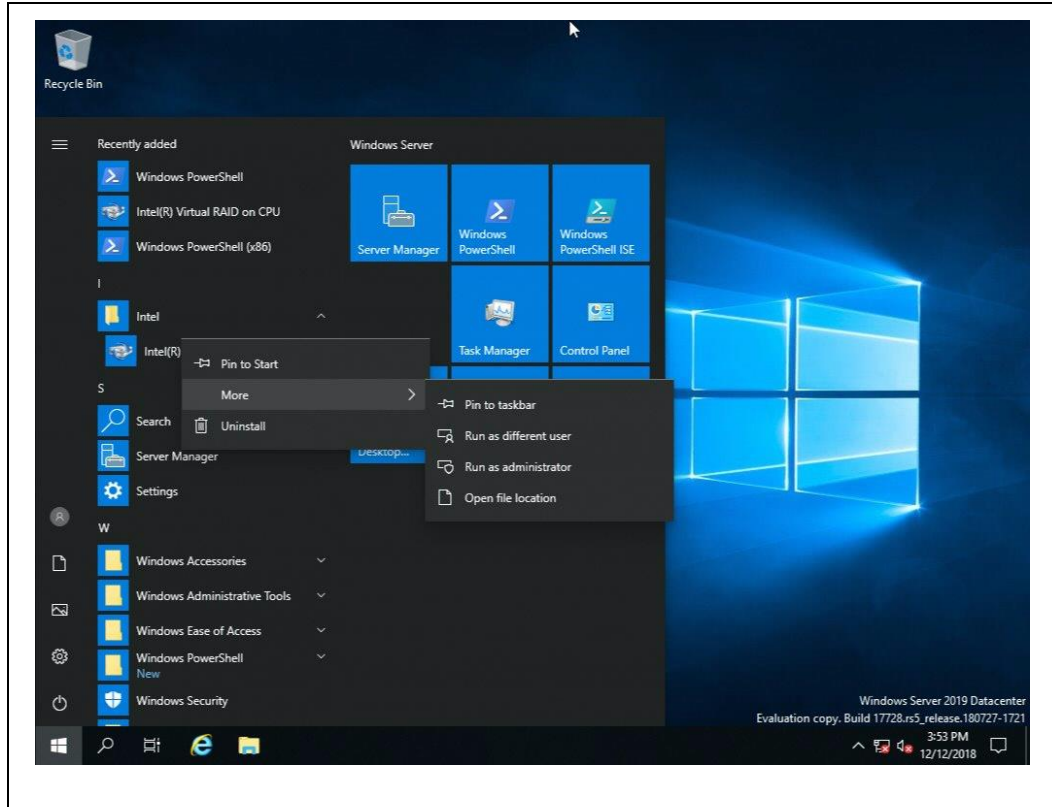 Recycle Bin
Recently added
Windows PowerShell
Intel(R) Virtual RAID on CPU
Windows PowerShell (x86)
I
Intel
Intel(R)
S
Search
Server Manager
Settings
W
Windows Accessories
Windows Administrative Tools
Windows Ease of Access
Windows PowerShell
New
Windows Security
Windows Server
Server Manager
Windows
PowerShell
Windows
PowerShell ISE
Task Manager
Control Panel
Desktop...
Pin to Start
More
Uninstall
Pin to taskbar
Run as different user
Run as administrator
Open file location
Windows Server 2019 Datacenter
Evaluation copy. Build 17728.rs5_release.180727-1721
3:53 PM
12/12/2018